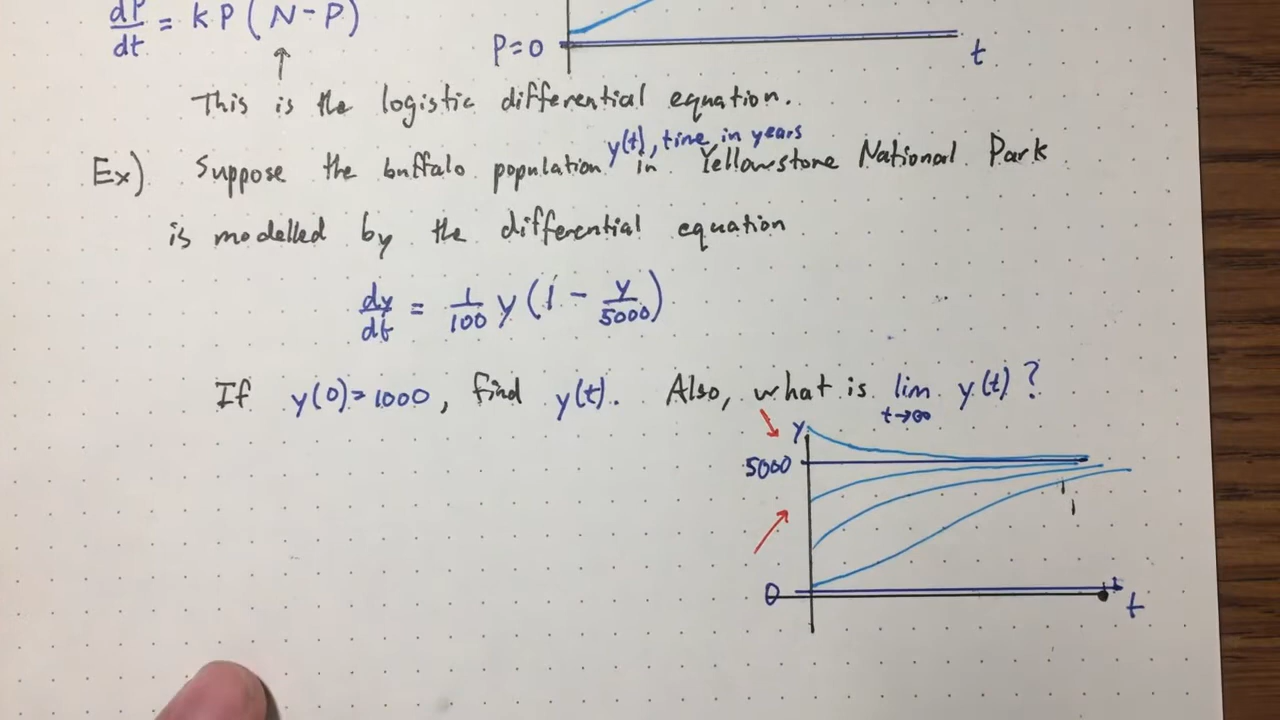 dP/dt = kP(N-P)
P=0
t
This is the logistic differential equation.
y(t), time in years
Ex) Suppose the buffalo population in Yellowstone National Park
is modelled by the differential equation
dy/dt = 1/100 y(1 - y/5000)
If y(0)=1000, find y(t). Also, what is lim t→∞ y(t)?
y
5000
0
t